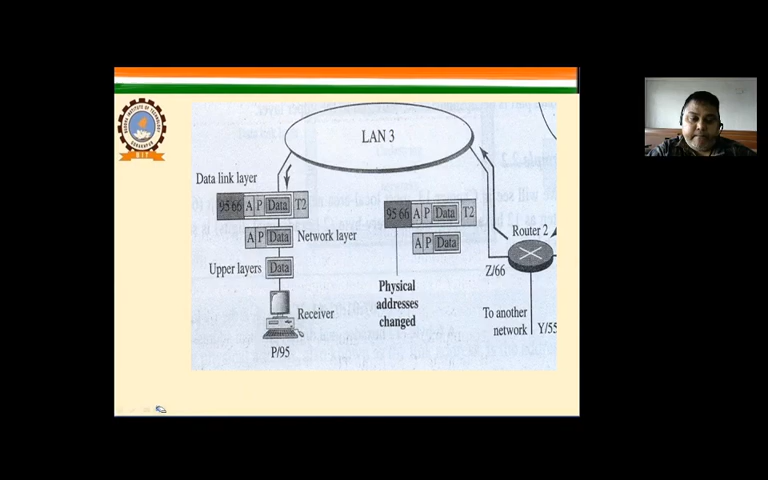 LAN 3
Data link layer
95 66 A P Data T2
95 66 A P Data T2
A P Data Network layer
A P Data
Router 2
Upper layers Data
Z/66
Physical
addresses
changed
Receiver
To another
network
Y/55
P/95
BIT